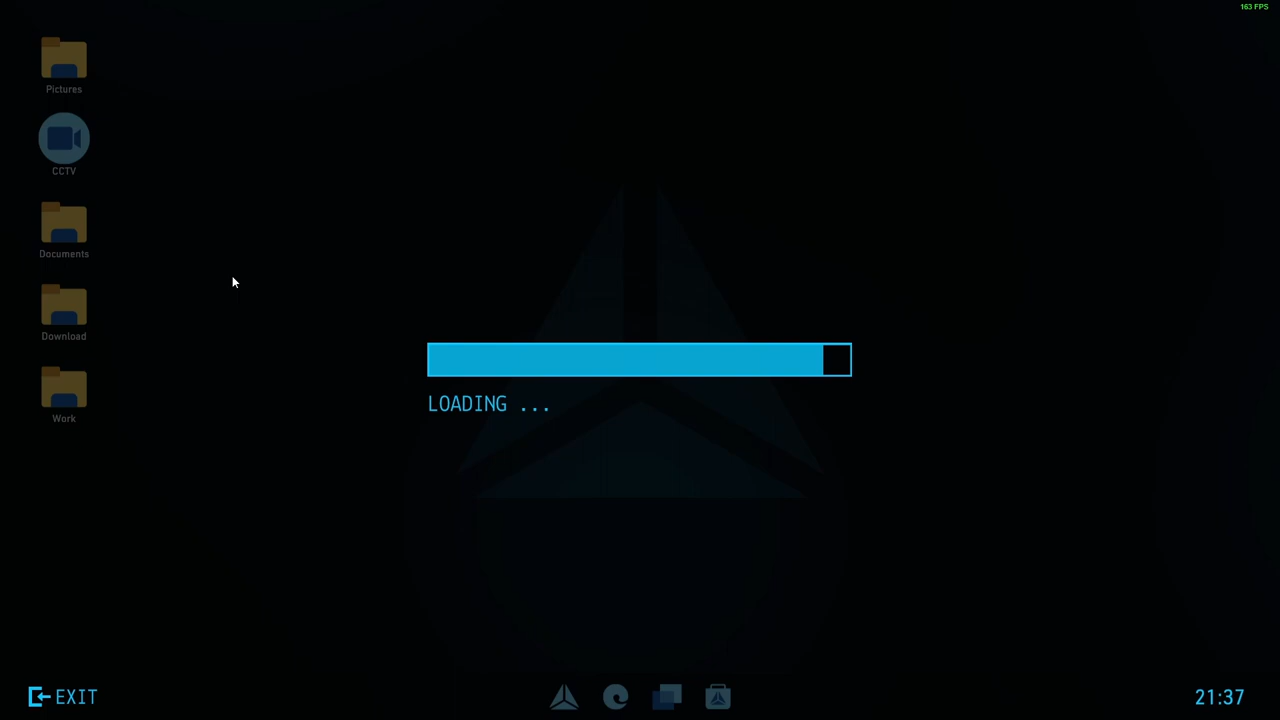 163 FPS
Pictures
CCTV
Documents
Download
Work
LOADING ...
EXIT
21:37